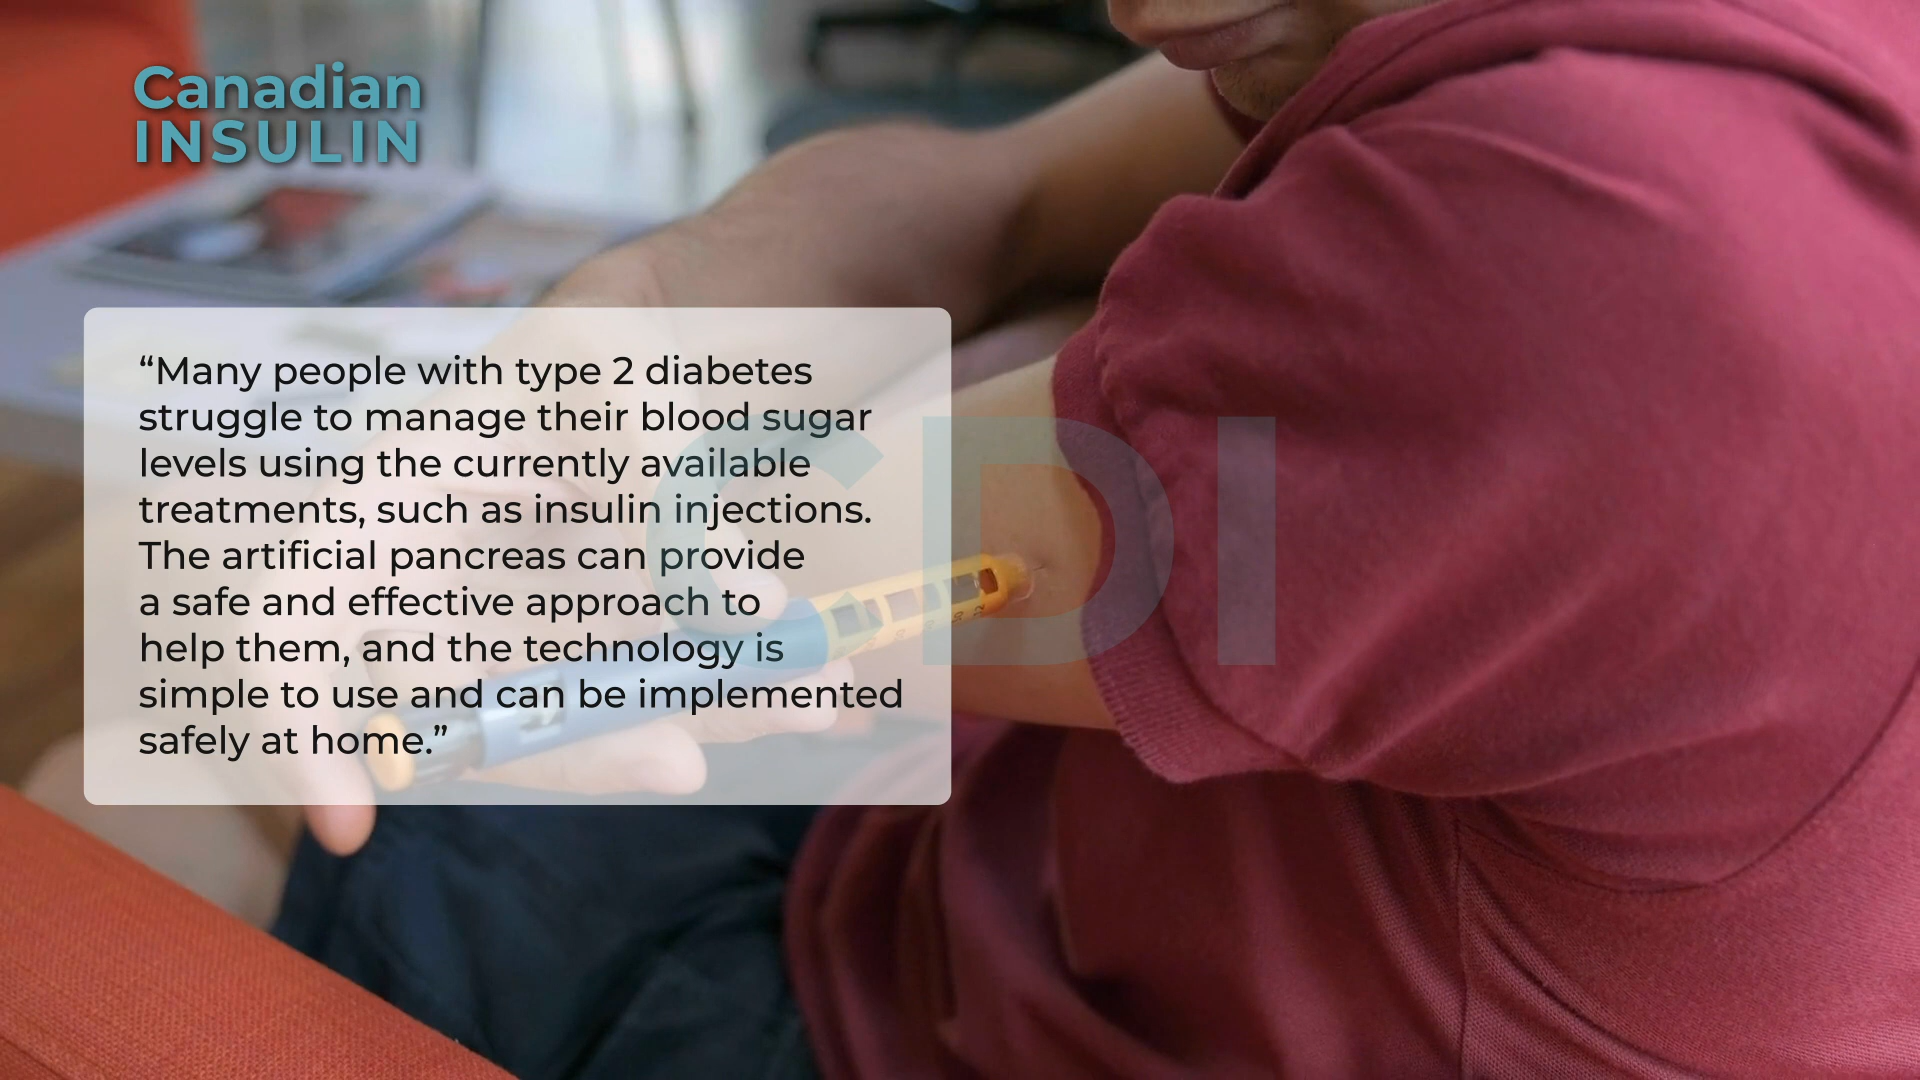 Canadian
INSULIN
“Many people with type 2 diabetes
struggle to manage their blood sugar
levels using the currently available
treatments, such as insulin injections.
The artificial pancreas can provide
a safe and effective approach to
help them, and the technology is
simple to use and can be implemented
safely at home.”
CDI
12